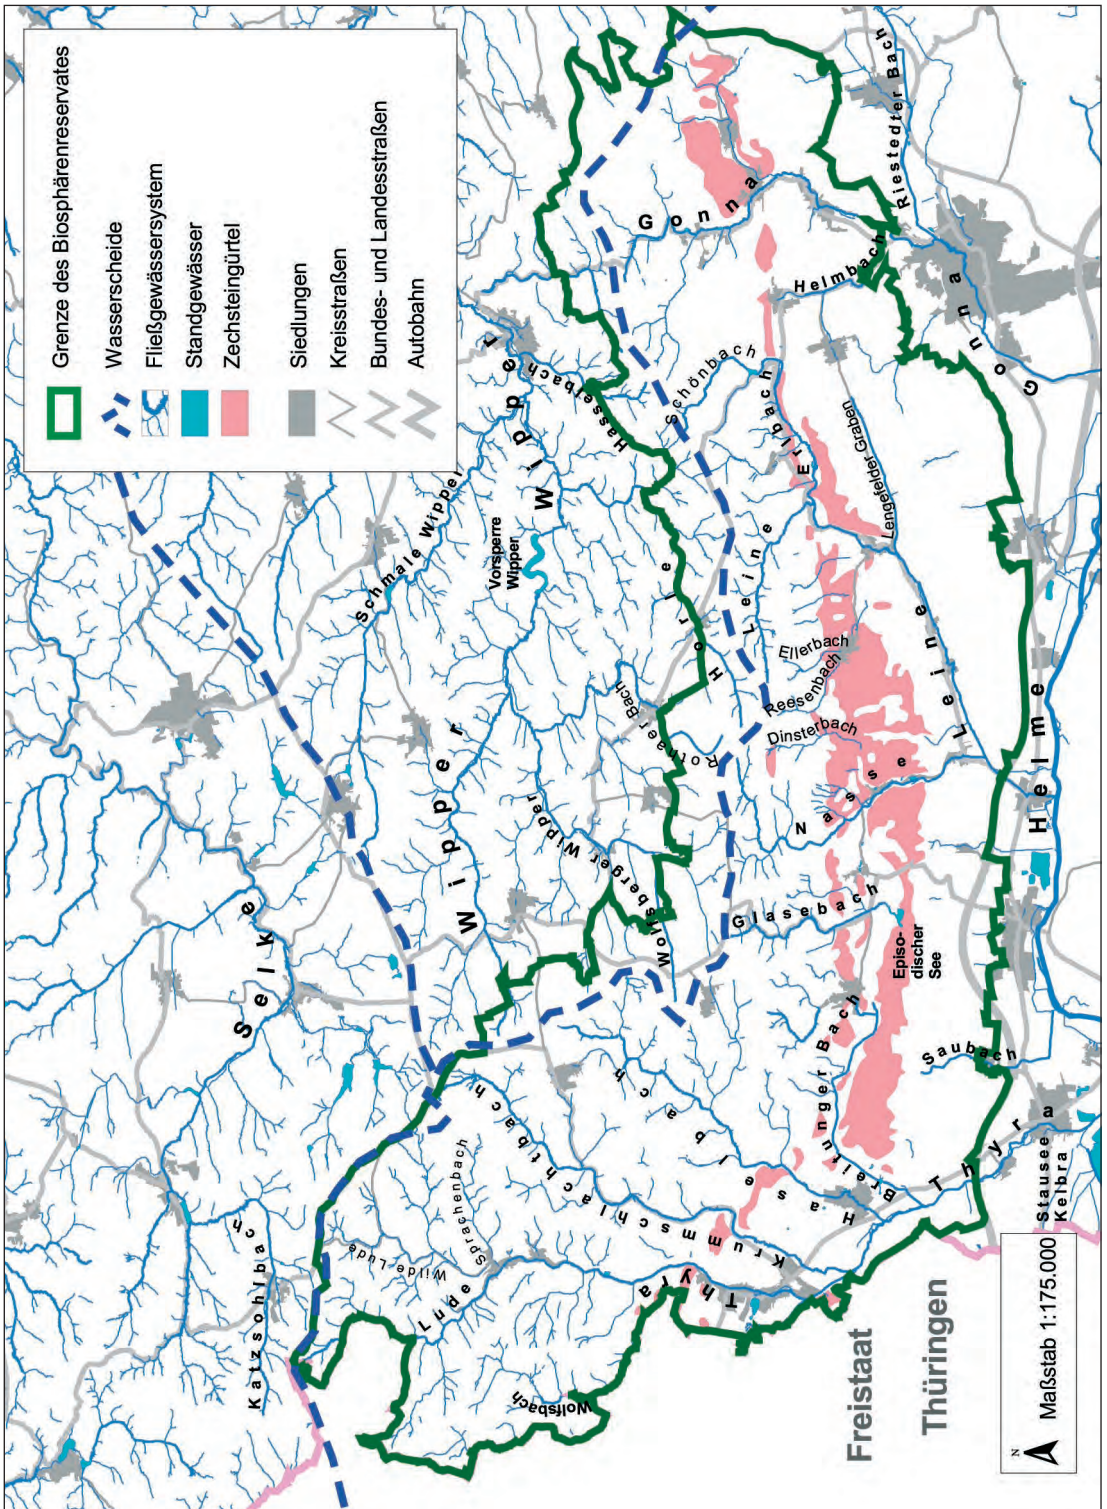 Grenze des Biosphärenreservates
Wasserscheide
Fließgewässersystem
Standgewässer
Zechsteingürtel
Siedlungen
Kreisstraßen
Bundes- und Landesstraßen
Autobahn
Selke
Katzsohlbach
Schmale Wipper
Wipper
Wipper
Vorsperre
Wipper
Wolfsberger Wipper
Hasselbach
Horle
Rothaer Bach
Wolfsbach
Lude
Wilde Lude
Sprachenbach
Krummschlachtbach
Haselbach
Thyra
Thyra
Breitunger Bach
Glasebach
Episo-
discher
See
Nasse
Dinsterbach
Reesenbach
Ellerbach
Leine
Leine
Schönbach
Erlbach
Lengefelder Graben
Helmbach
Gonna
Gonna
Riestedter Bach
Saubach
Helme
Stausee
Kelbra
Freistaat
Thüringen
N
Maßstab 1:175.000